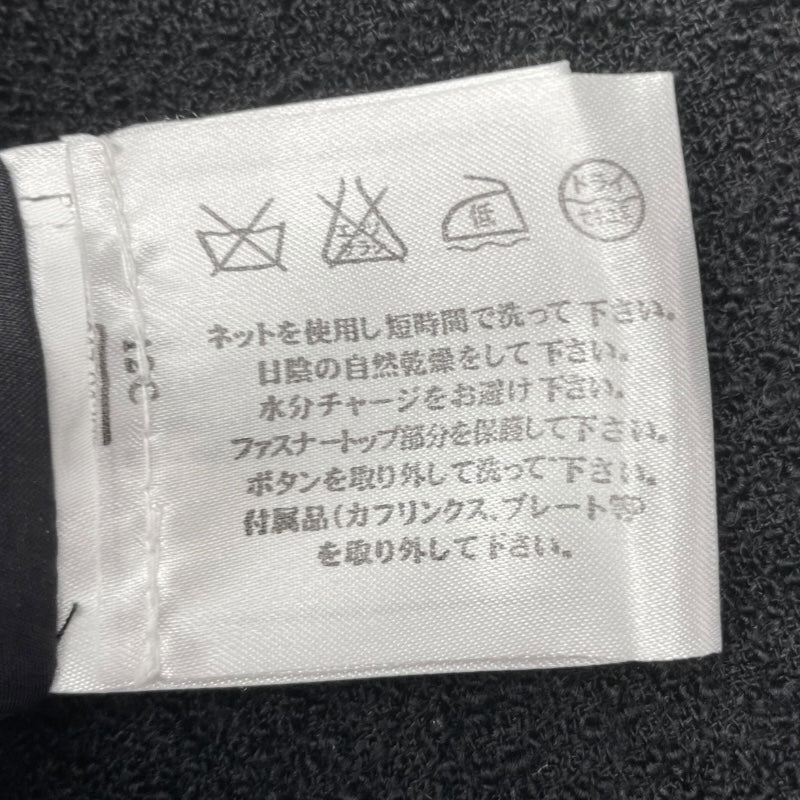 低
ドライ
セキユ系
ネットを使用し短時間で洗って下さい。
日陰の自然乾燥をして下さい。
水分チャージをお避け下さい。
ファスナートップ部分を保護して下さい。
ボタンを取り外して洗って下さい。
付属品(カフリンクス、プレート等)
を取り外して下さい。